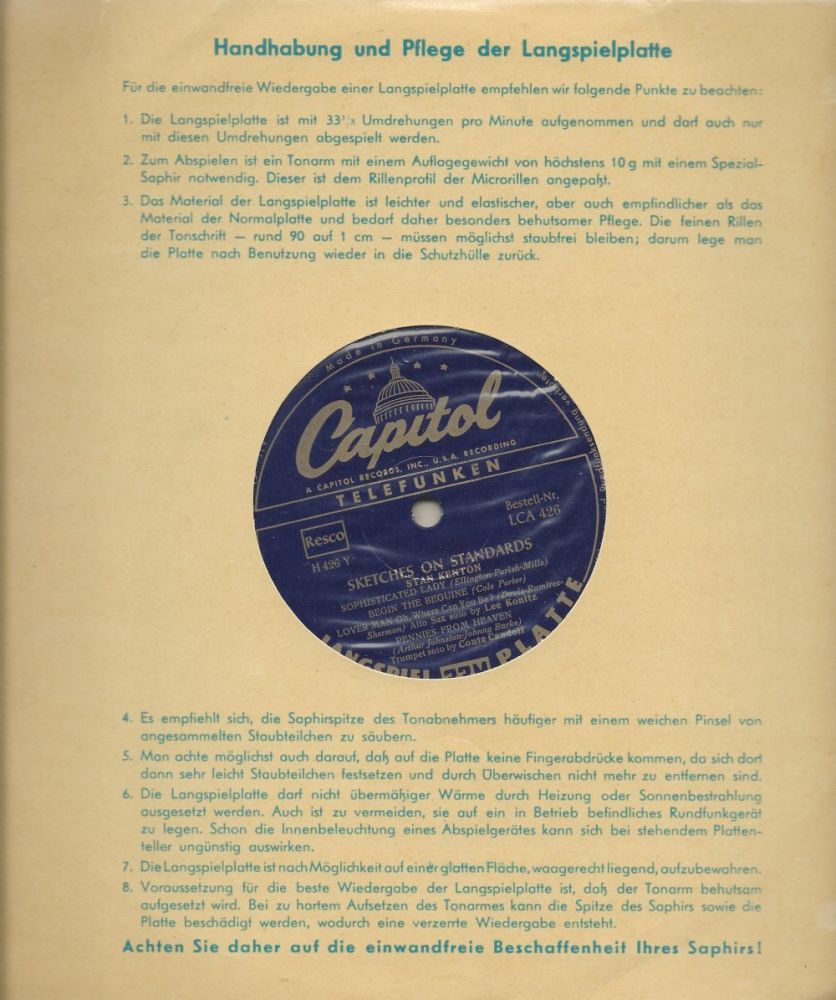 Handhabung und Pflege der Langspielplatte
Für die einwandfreie Wiedergabe einer Langspielplatte empfehlen wir folgende Punkte zu beachten:
1. Die Langspielplatte ist mit 33⅓ Umdrehungen pro Minute aufgenommen und darf auch nur
mit diesen Umdrehungen abgespielt werden.
2. Zum Abspielen ist ein Tonarm mit einem Auflagegewicht von höchstens 10 g mit einem Spezial-
Saphir notwendig. Dieser ist dem Rillenprofil der Microrillen angepaßt.
3. Das Material der Langspielplatte ist leichter und elastischer, aber auch empfindlicher als das
Material der Normalplatte und bedarf daher besonders behutsamer Pflege. Die feinen Rillen
der Tonschrift — rund 90 auf 1 cm — müssen möglichst staubfrei bleiben; darum lege man
die Platte nach Benutzung wieder in die Schutzhülle zurück.
Made in Germany
Capitol
A CAPITOL RECORDS, INC., U.S.A. RECORDING
TELEFUNKEN
Resco
H 426 Y
Bestell-Nr.
LCA 426
SKETCHES ON STANDARDS
STAN KENTON
SOPHISTICATED LADY (Ellington-Parish-Mills)
BEGIN THE BEGUINE (Cole Porter)
LOVER MAN Oh, Where Can You Be? (Davis-Ramirez-
Sherman) Alto Sax solo by Lee Konitz
PENNIES FROM HEAVEN
(Arthur Johnston-Johnny Burke)
Trumpet solo by Conte Candoli
LANGSPIEL 33⅓ PLATTE
4. Es empfiehlt sich, die Saphirspitze des Tonabnehmers häufiger mit einem weichen Pinsel von
angesammelten Staubteilchen zu säubern.
5. Man achte möglichst auch darauf, daß auf die Platte keine Fingerabdrücke kommen, da sich dort
dann sehr leicht Staubteilchen festsetzen und durch Überwischen nicht mehr zu entfernen sind.
6. Die Langspielplatte darf nicht übermäßiger Wärme durch Heizung oder Sonnenbestrahlung
ausgesetzt werden. Auch ist zu vermeiden, sie auf ein in Betrieb befindliches Rundfunkgerät
zu legen. Schon die Innenbeleuchtung eines Abspielgerätes kann sich bei stehendem Platten-
teller ungünstig auswirken.
7. Die Langspielplatte ist nach Möglichkeit auf einer glatten Fläche, waagerecht liegend, aufzubewahren.
8. Voraussetzung für die beste Wiedergabe der Langspielplatte ist, daß der Tonarm behutsam
aufgesetzt wird. Bei zu hartem Aufsetzen des Tonarmes kann die Spitze des Saphirs sowie die
Platte beschädigt werden, wodurch eine verzerrte Wiedergabe entsteht.
Achten Sie daher auf die einwandfreie Beschaffenheit Ihres Saphirs!